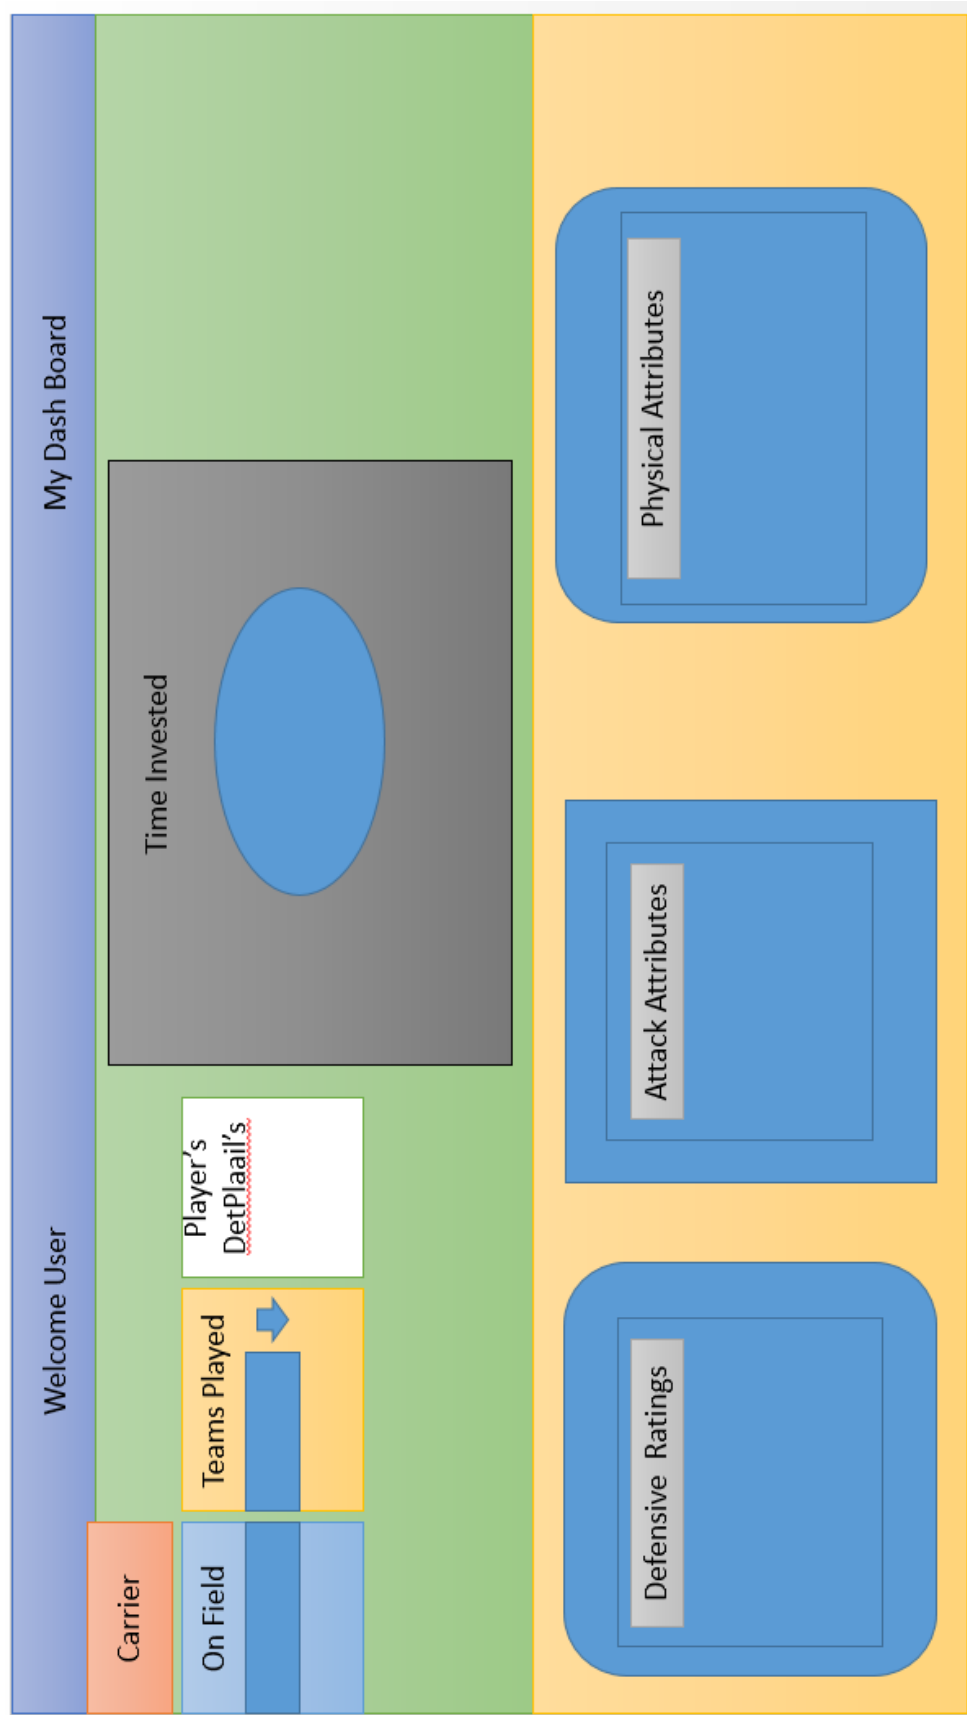 Welcome User
My Dash Board
Carrier
On Field
Teams Played
Player’s
DetPlaail’s
Time Invested
Defensive  Ratings
Attack Attributes
Physical Attributes